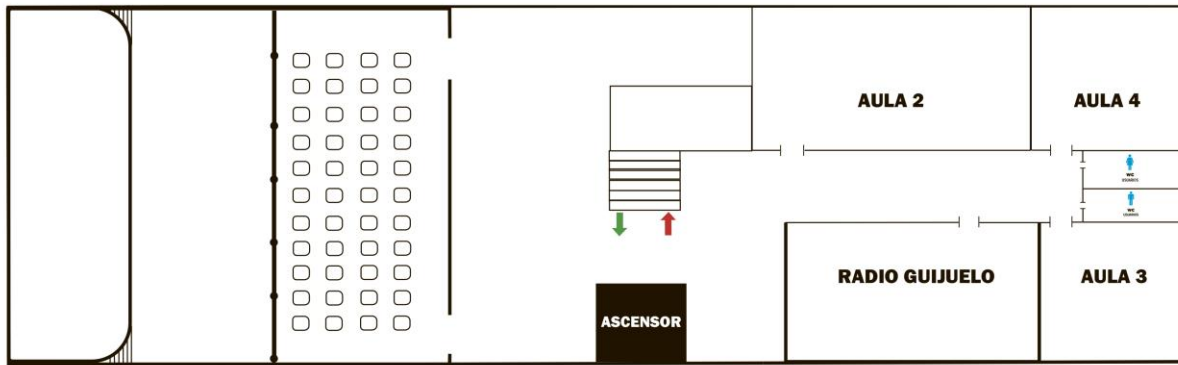 AULA 2
AULA 4
WC
WC
RADIO GUIJUELO
AULA 3
ASCENSOR